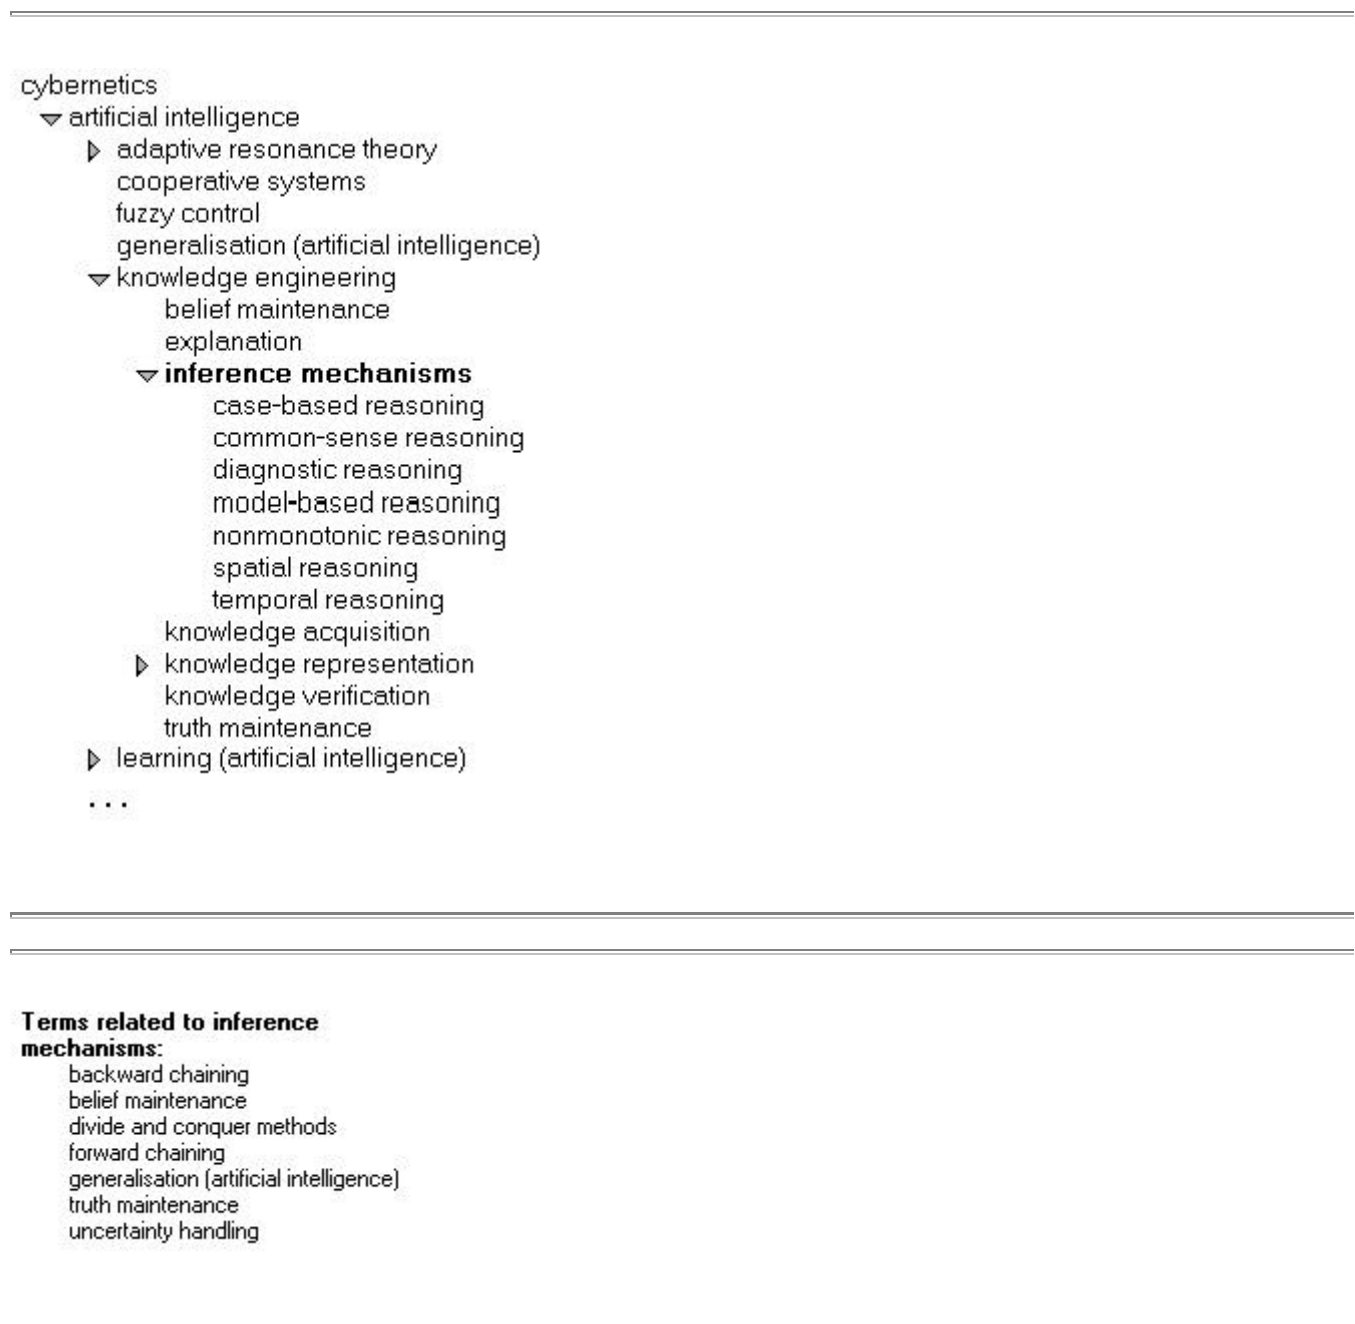 cybernetics
artificial intelligence
adaptive resonance theory
cooperative systems
fuzzy control
generalisation (artificial intelligence)
knowledge engineering
belief maintenance
explanation
inference mechanisms
case-based reasoning
common-sense reasoning
diagnostic reasoning
model-based reasoning
nonmonotonic reasoning
spatial reasoning
temporal reasoning
knowledge acquisition
knowledge representation
knowledge verification
truth maintenance
learning (artificial intelligence)
...
Terms related to inference
mechanisms:
backward chaining
belief maintenance
divide and conquer methods
forward chaining
generalisation (artificial intelligence)
truth maintenance
uncertainty handling